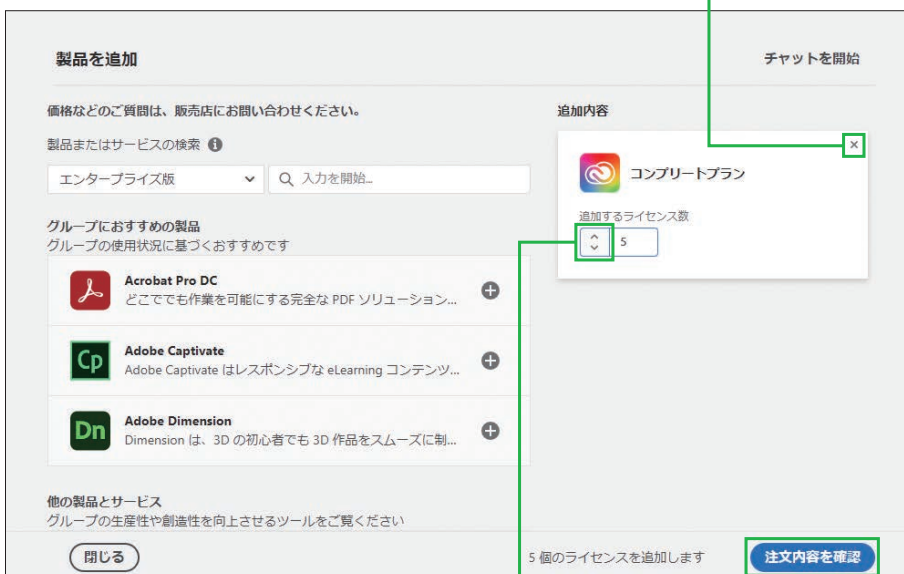 製品を追加
チャットを開始
価格などのご質問は、販売店にお問い合わせください。
製品またはサービスの検索
エンタープライズ版
入力を開始...
グループにおすすめの製品
グループの使用状況に基づくおすすめです
Acrobat Pro DC
どこででも作業を可能にする完全な PDF ソリューション...
Cp
Adobe Captivate
Adobe Captivate はレスポンシブな eLearning コンテンツ...
Dn
Adobe Dimension
Dimension は、3D の初心者でも 3D 作品をスムーズに制...
他の製品とサービス
グループの生産性や創造性を向上させるツールをご覧ください
追加内容
コンプリートプラン
追加するライセンス数
5
閉じる
5 個のライセンスを追加します
注文内容を確認